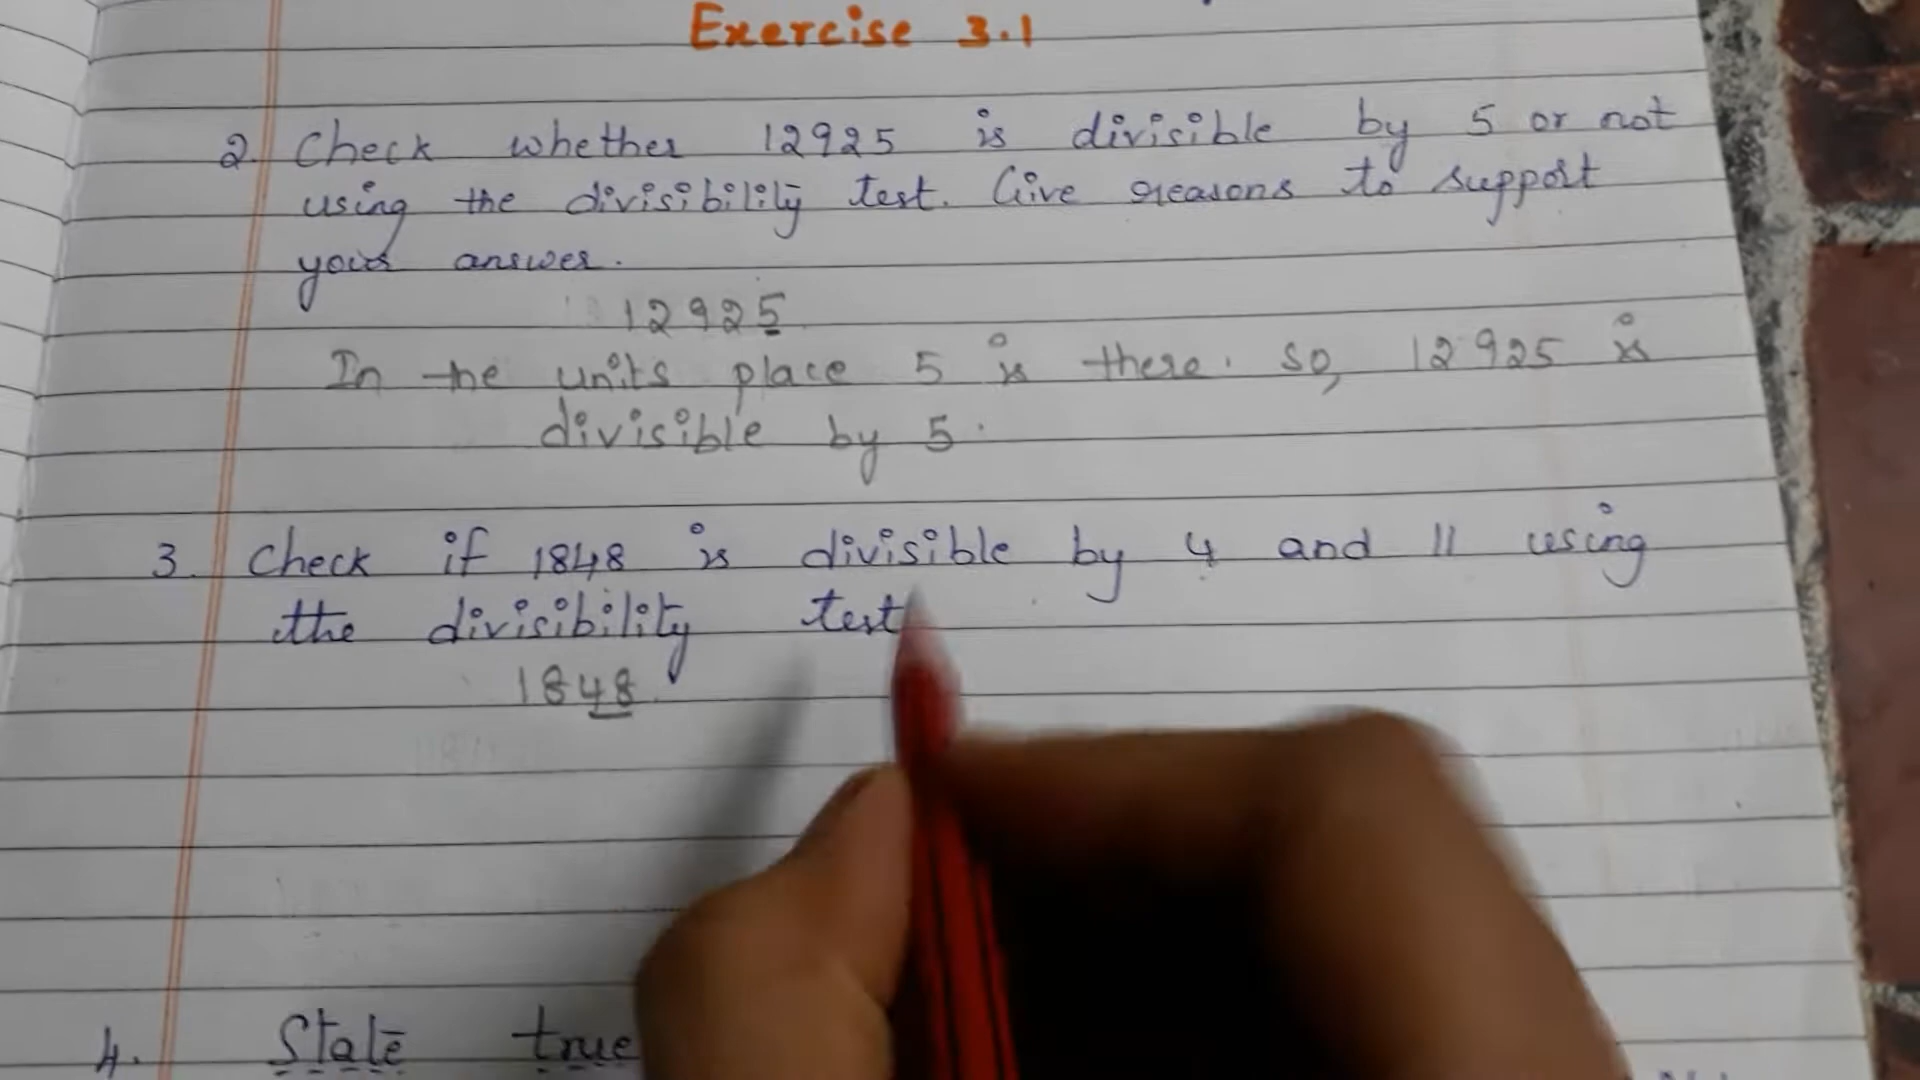 Exercise 3.1
2. Check whether 12925 is divisible by 5 or not
using the divisibility test. Give reasons to support
your answer.
12925
In the units place 5 is there. So, 12925 is
divisible by 5.
3. Check if 1848 is divisible by 4 and 11 using
the divisibility test
1848
4. State true